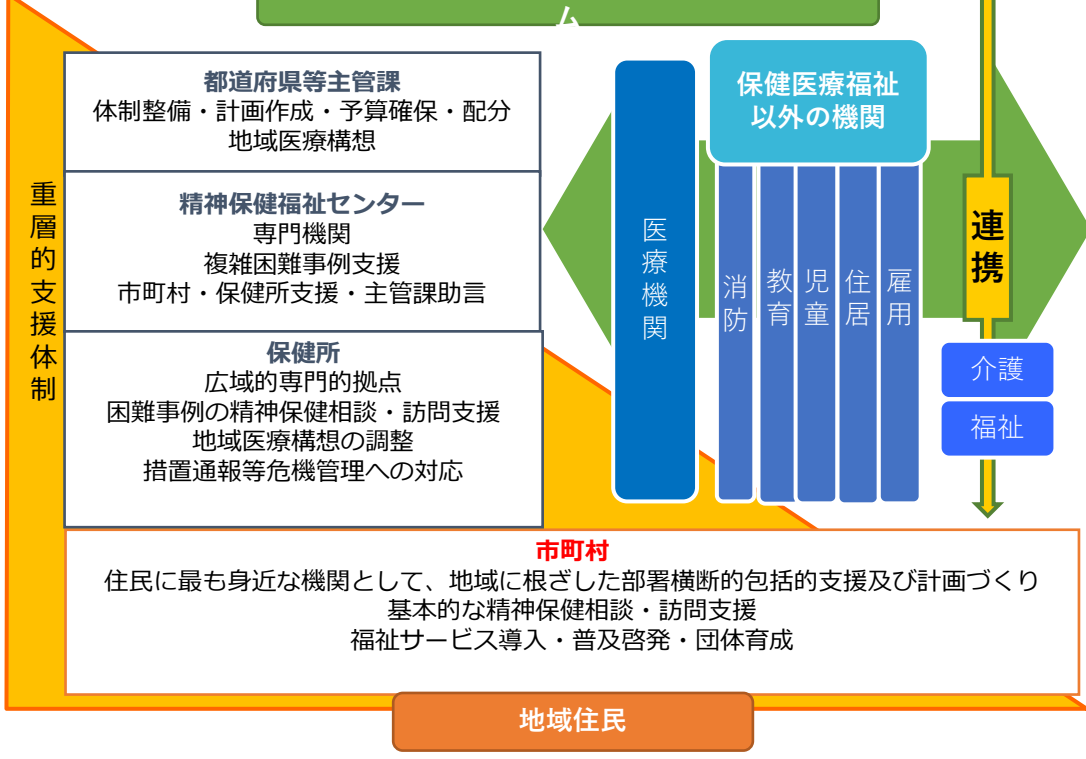 ム
都道府県等主管課
体制整備・計画作成・予算確保・配分
地域医療構想
重層的支援体制
精神保健福祉センター
専門機関
複雑困難事例支援
市町村・保健所支援・主管課助言
保健所
広域的専門的拠点
困難事例の精神保健相談・訪問支援
地域医療構想の調整
措置通報等危機管理への対応
医療機関
保健医療福祉
以外の機関
消防
教育
児童
住居
雇用
連携
介護
福祉
市町村
住民に最も身近な機関として、地域に根ざした部署横断的包括的支援及び計画づくり
基本的な精神保健相談・訪問支援
福祉サービス導入・普及啓発・団体育成
地域住民